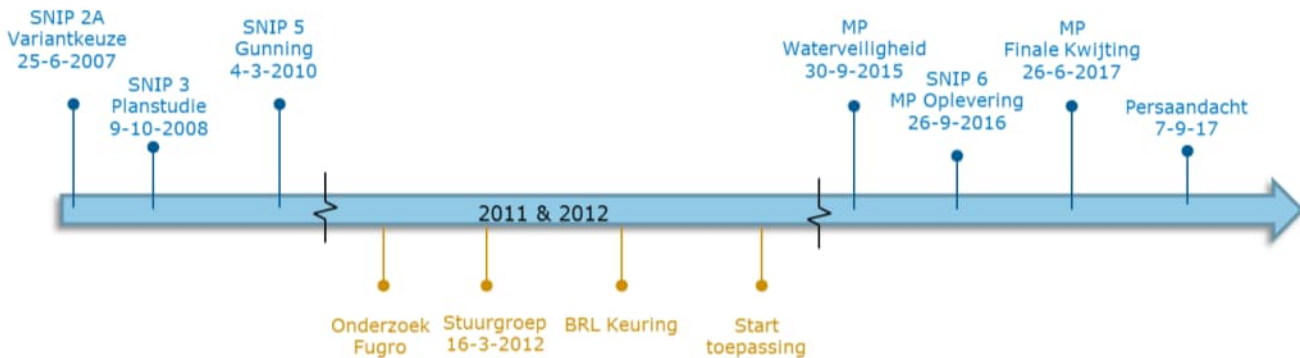 SNIP 2A
Variantkeuze
25-6-2007
SNIP 3
Planstudie
9-10-2008
SNIP 5
Gunning
4-3-2010
MP
Waterveiligheid
30-9-2015
SNIP 6
MP Oplevering
26-9-2016
MP
Finale Kwijting
26-6-2017
Persaandacht
7-9-17
2011 & 2012
Onderzoek
Fugro
Stuurgroep
16-3-2012
BRL Keuring
Start
toepassing